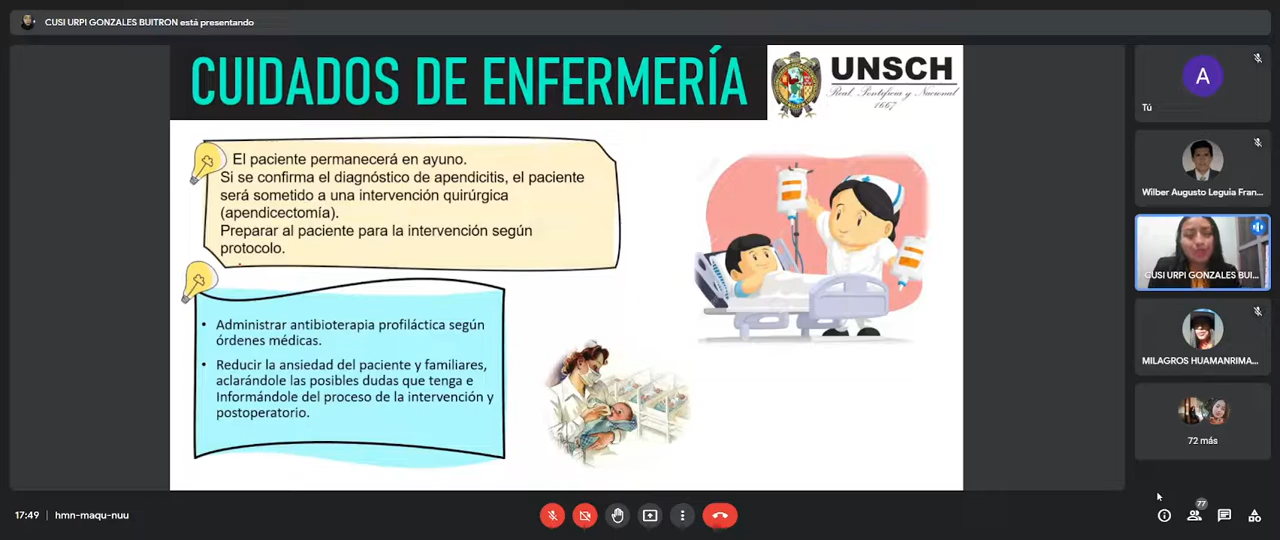 CUSI URPI GONZALES BUITRON está presentando
CUIDADOS DE ENFERMERÍA
UNSCH
Real, Pontificia y Nacional
1667
El paciente permanecerá en ayuno.
Si se confirma el diagnóstico de apendicitis, el paciente
será sometido a una intervención quirúrgica
(apendicectomía).
Preparar al paciente para la intervención según
protocolo.
• Administrar antibioterapia profiláctica según
órdenes médicas.
• Reducir la ansiedad del paciente y familiares,
aclarándole las posibles dudas que tenga e
Informándole del proceso de la intervención y
postoperatorio.
A
Tú
Wilber Augusto Leguia Fran...
CUSI URPI GONZALES BUI...
MILAGROS HUAMANRIMA...
72 más
17:49 hmn-maqu-nuu
77